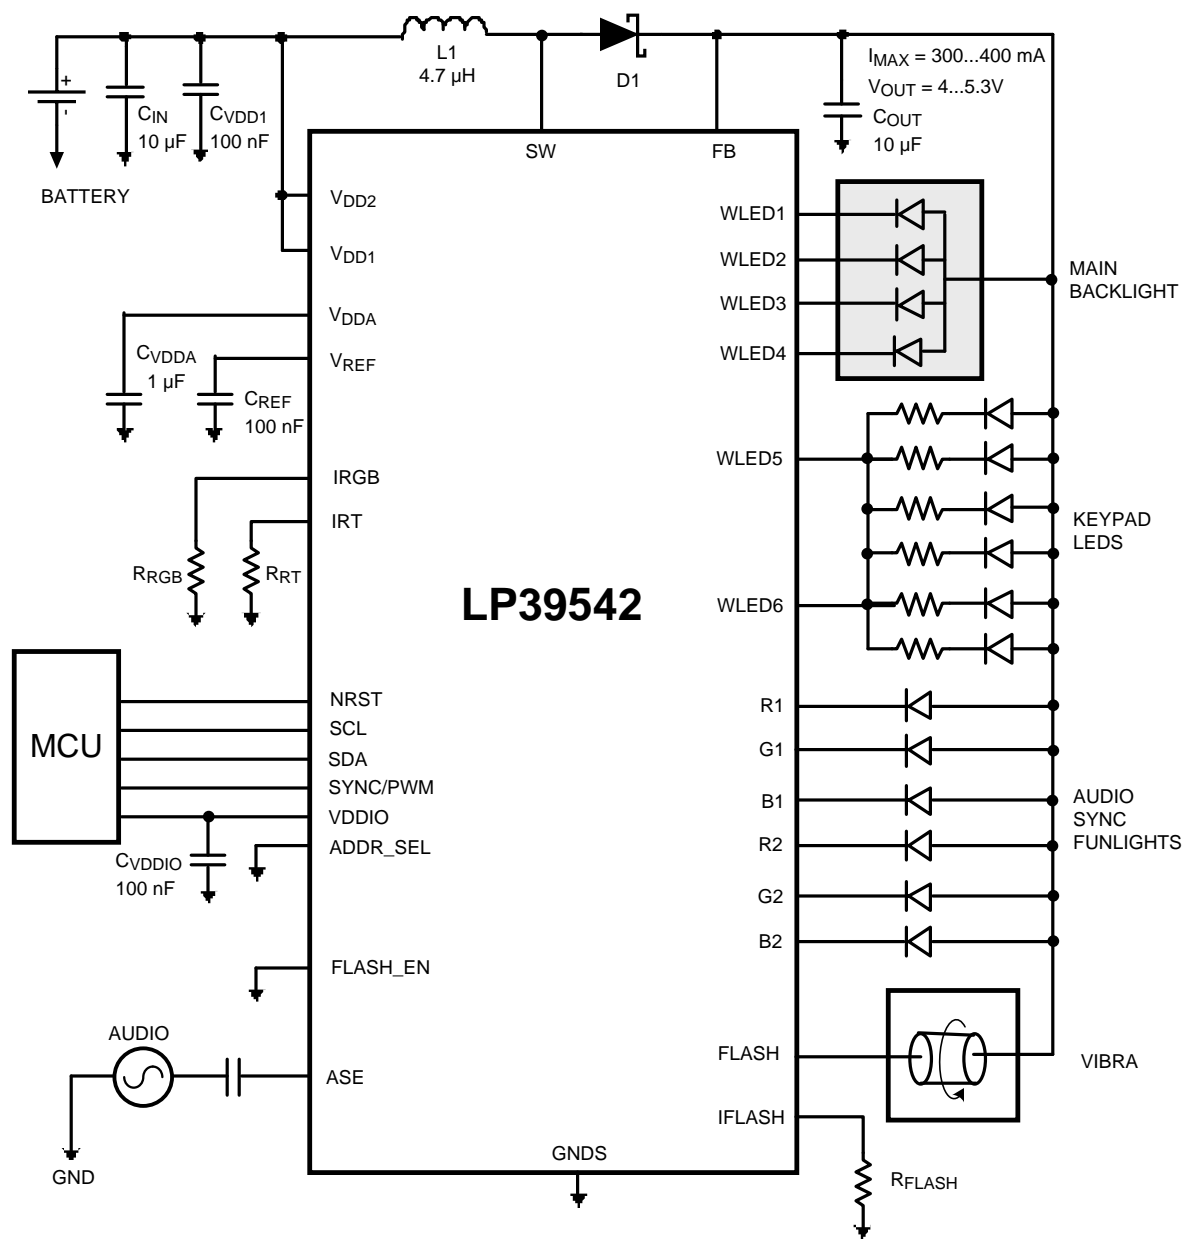 L1
4.7 µH
D1
IMAX = 300...400 mA
VOUT = 4...5.3V
COUT
10 µF
+
-
CIN
10 µF
CVDD1
100 nF
BATTERY
SW
FB
VDD2
VDD1
VDDA
VREF
CVDDA
1 µF
CREF
100 nF
WLED1
WLED2
WLED3
WLED4
MAIN
BACKLIGHT
IRGB
IRT
RRGB
RRT
WLED5
WLED6
KEYPAD
LEDS
LP39542
MCU
NRST
SCL
SDA
SYNC/PWM
VDDIO
ADDR_SEL
CVDDIO
100 nF
R1
G1
B1
R2
G2
B2
AUDIO
SYNC
FUNLIGHTS
FLASH_EN
AUDIO
ASE
GND
FLASH
VIBRA
IFLASH
RFLASH
GNDS